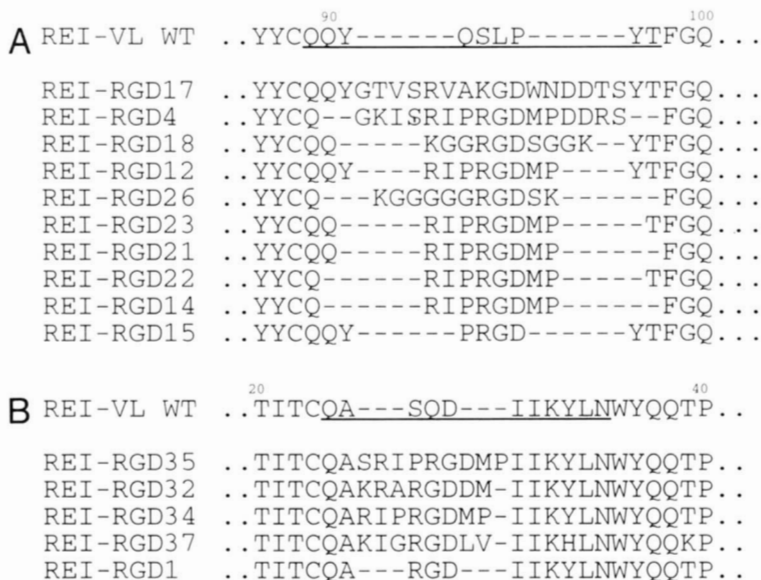 90 100
A REI-VL WT ..YYCQQY------QSLP------YTFGQ...
REI-RGD17 ..YYCQQYGTVSRVAKGDWNDDTSYTFGQ...
REI-RGD4 ..YYCQ--GKISRIPRGDMPDDRS--FGQ...
REI-RGD18 ..YYCQQ-----KGGRGDSGGK--YTFGQ...
REI-RGD12 ..YYCQQY----RIPRGDMP----YTFGQ...
REI-RGD26 ..YYCQ---KGGGGGRGDSK------FGQ...
REI-RGD23 ..YYCQQ-----RIPRGDMP-----TFGQ...
REI-RGD21 ..YYCQQ-----RIPRGDMP------FGQ...
REI-RGD22 ..YYCQ------RIPRGDMP-----TFGQ...
REI-RGD14 ..YYCQ------RIPRGDMP------FGQ...
REI-RGD15 ..YYCQQY------PRGD------YTFGQ...
20 40
B REI-VL WT ..TITCQA---SQD---IIKYLNWYQQTP..
REI-RGD35 ..TITCQASRIPRGDMPIIKYLNWYQQTP..
REI-RGD32 ..TITCQAKRARGDDM-IIKYLNWYQQTP..
REI-RGD34 ..TITCQARIPRGDMP-IIKYLNWYQQTP..
REI-RGD37 ..TITCQAKIGRGDLV-IIKHLNWYQQKP..
REI-RGD1 ..TITCQA---RGD---IIKYLNWYQQTP..